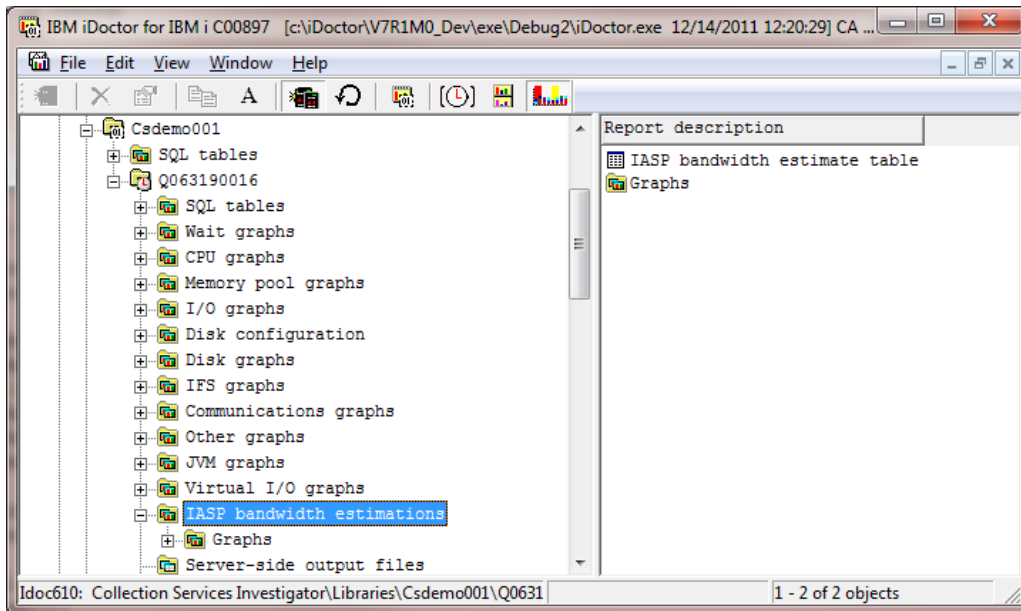 IBM iDoctor for IBM i C00897 [c:\iDoctor\V7R1M0_Dev\exe\Debug2\iDoctor.exe 12/14/2011 12:20:29] CA ...
File Edit View Window Help
Csdemo001
SQL tables
Q063190016
SQL tables
Wait graphs
CPU graphs
Memory pool graphs
I/O graphs
Disk configuration
Disk graphs
IFS graphs
Communications graphs
Other graphs
JVM graphs
Virtual I/O graphs
IASP bandwidth estimations
Graphs
Server-side output files
Report description
IASP bandwidth estimate table
Graphs
Idoc610: Collection Services Investigator\Libraries\Csdemo001\Q0631
1 - 2 of 2 objects